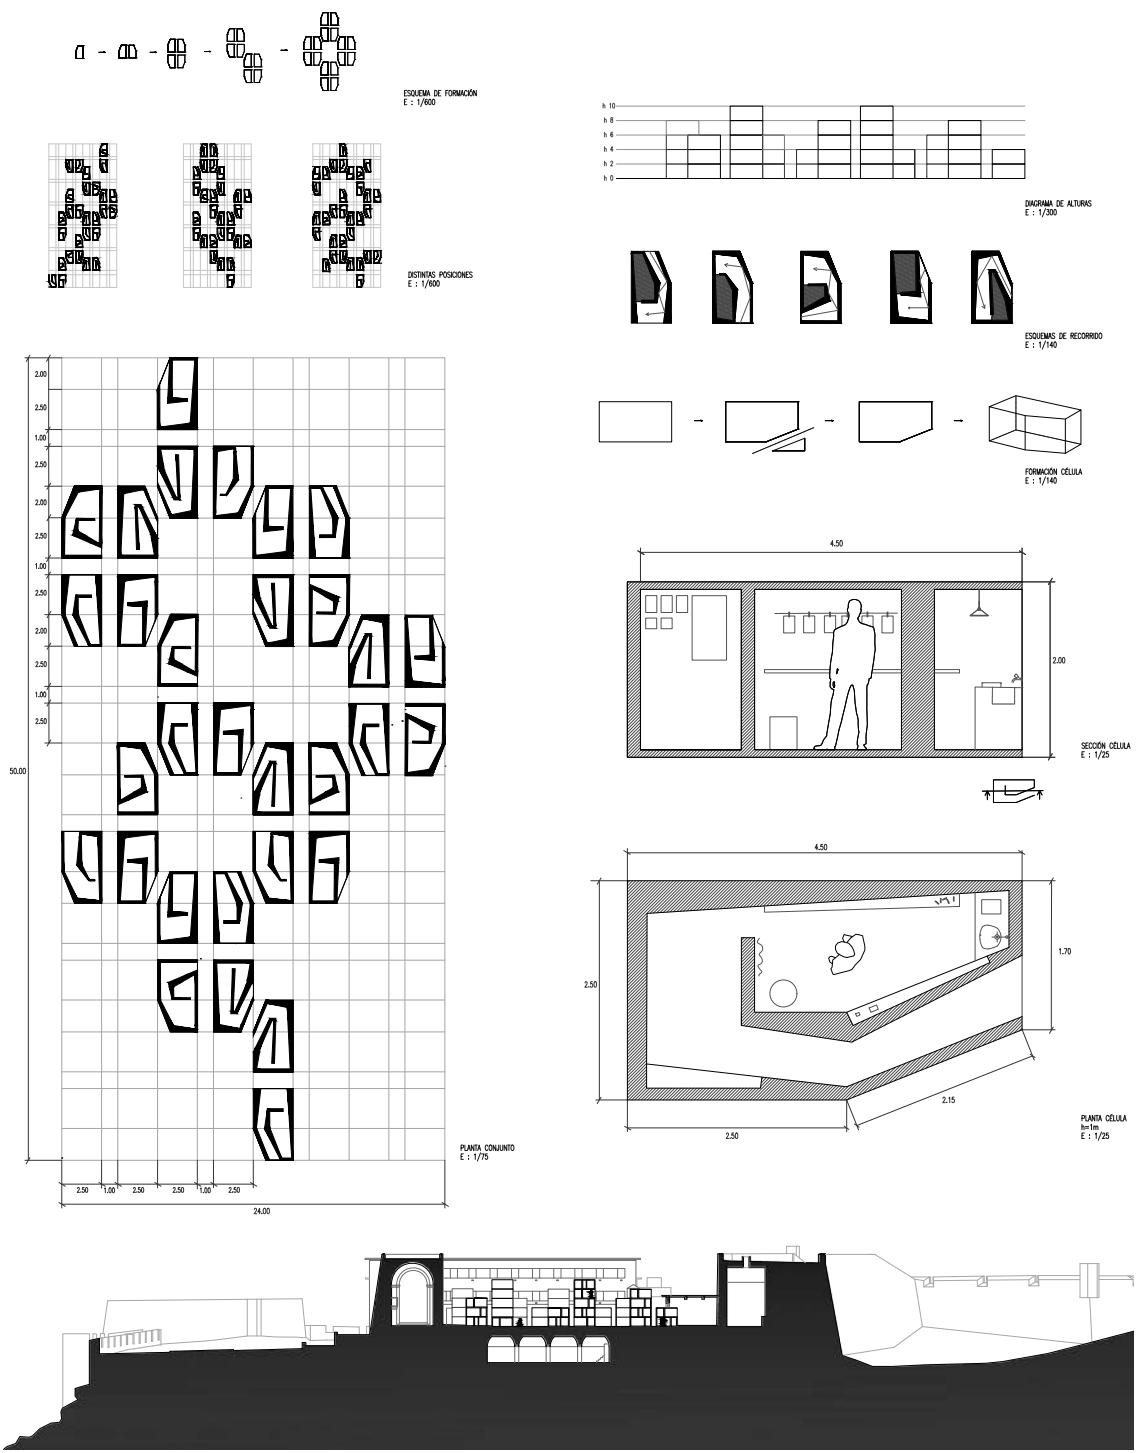 ESQUEMA DE FORMACIÓN
E : 1/600
h 10
h 8
h 6
h 4
h 2
h 0
DIAGRAMA DE ALTURAS
E : 1/300
DISTINTAS POSICIONES
E : 1/600
ESQUEMAS DE RECORRIDO
E : 1/140
FORMACIÓN CÉLULA
E : 1/140
2.00
2.50
1.00
2.50
2.00
2.50
1.00
2.50
2.00
2.50
1.00
2.50
50.00
2.50 1.00 2.50 2.50 1.00 2.50
24.00
PLANTA CONJUNTO
E : 1/75
4.50
2.00
SECCIÓN CÉLULA
E : 1/25
4.50
2.50
1.70
2.15
2.50
PLANTA CÉLULA
h=1m
E : 1/25